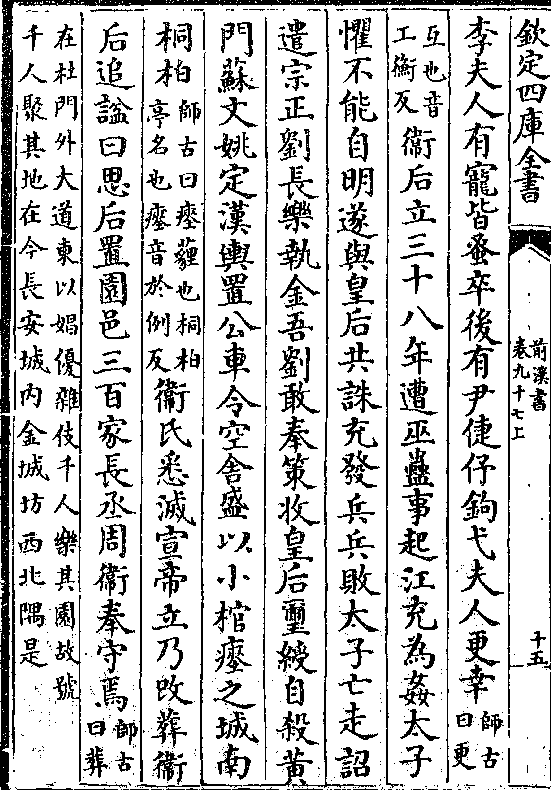 欽定四庫全書
前漢書
卷九十七上
十五
李夫人有寵皆蚤卒後有尹倢伃鉤弋夫人更幸師古
曰更
互也音
工衡反衞后立三十八年遭巫蠱事起江充為姦太子
懼不能自明遂與皇后共誅充發兵兵敗太子亡走詔
遣宗正劉長樂執金吾劉敢奉策收皇后璽綬自殺黄
門蘇文姚定漢輿置公車令空舍盛以小棺瘞之城南
桐柏師古曰瘞薶也桐柏
亭名也瘞音於例反衞氏悉滅宣帝立乃改葬衞
后追諡曰思后置園邑三百家長丞周衞奉守焉師古
曰葬
在杜門外大道東以娼優雜伎千人樂其園故號
千人聚其地在今長安城内金城坊西北隅是